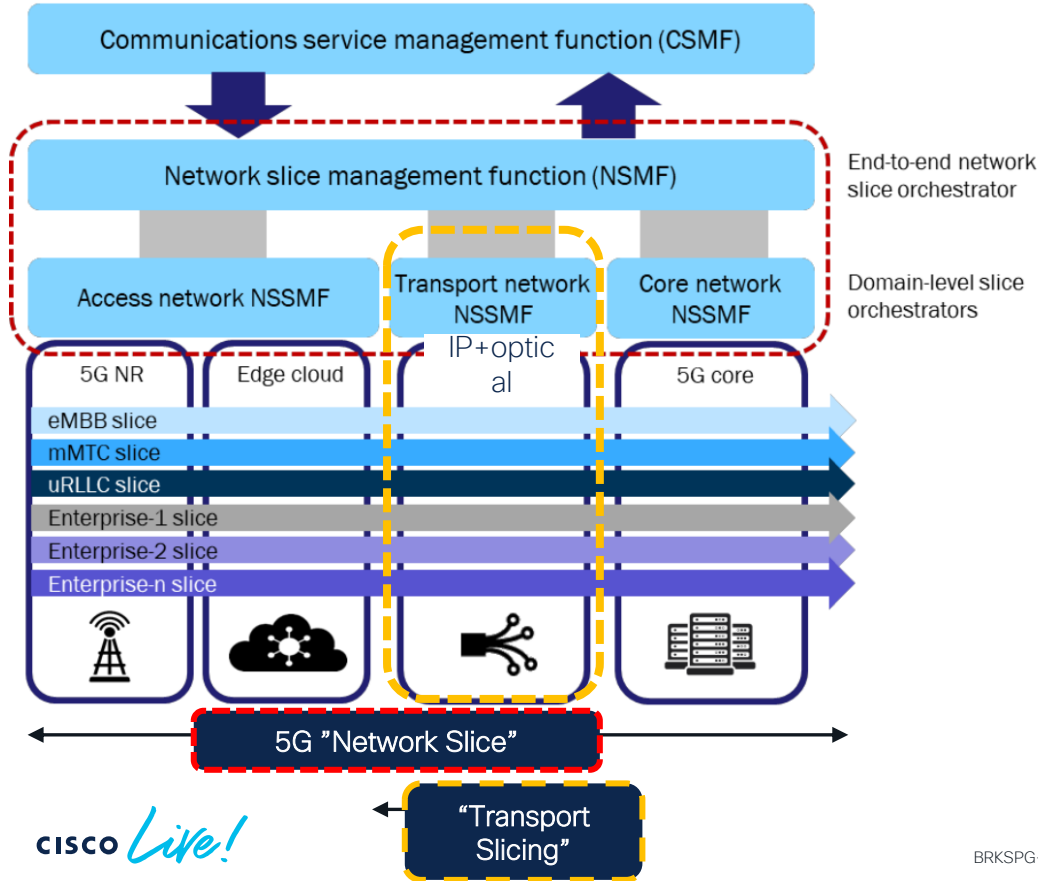 Communications service management function (CSMF)
Network slice management function (NSMF)
End-to-end network
slice orchestrator
Access network NSSMF
Transport network
NSSMF
Core network
NSSMF
Domain-level slice
orchestrators
IP+optic
al
5G NR
Edge cloud
5G core
eMBB slice
mMTC slice
uRLLC slice
Enterprise-1 slice
Enterprise-2 slice
Enterprise-n slice
5G ”Network Slice”
“Transport
Slicing”
CISCO Live!
BRKSPG-